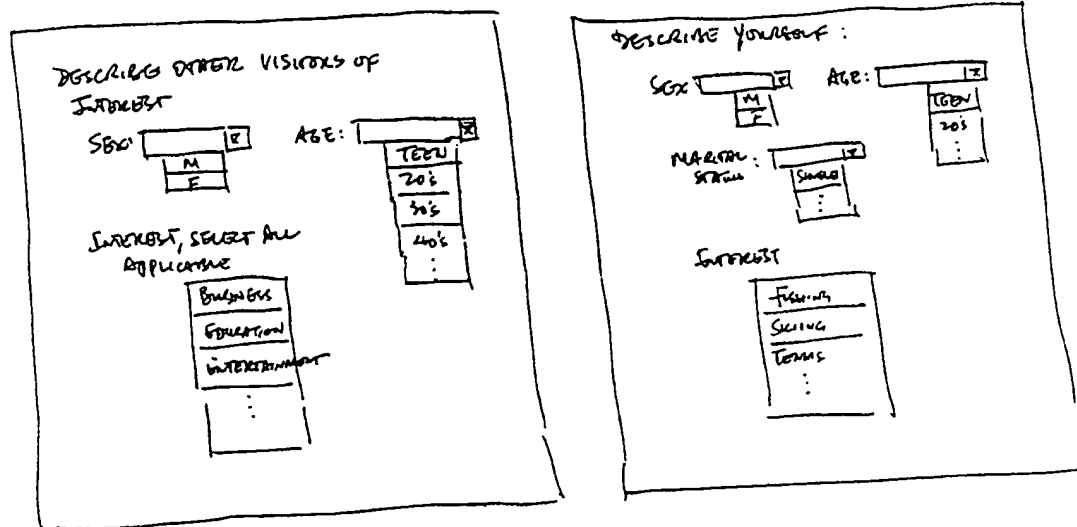 DESCRIBE OTHER VISITORS OF
INTEREST
SEX:
M
F
AGE:
TEEN
20's
30's
40's
INTEREST, SELECT ALL
APPLICABLE
BUSINESS
EDUCATION
ENTERTAINMENT
DESCRIBE YOURSELF:
SEX
M
F
AGE:
TEEN
20's
MARITAL
STATUS:
SINGLE
INTEREST
FISHING
SKIING
TENNIS